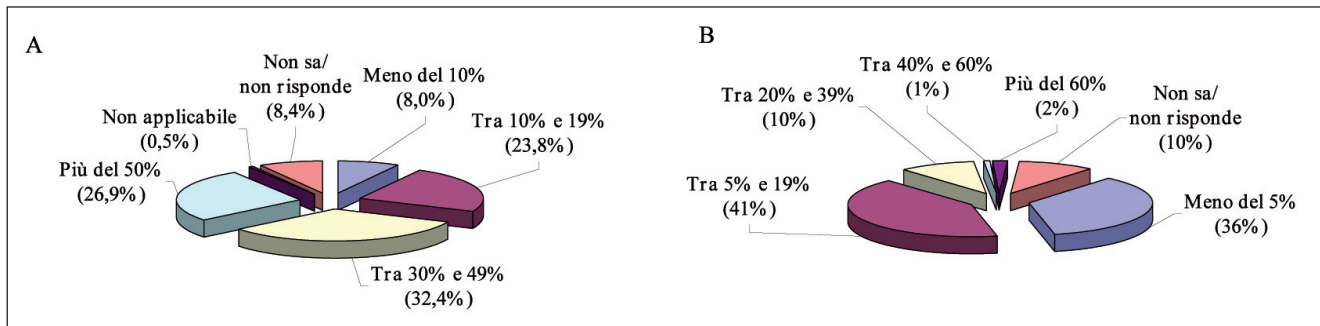 A
Non sa/
non risponde
(8,4%)
Meno del 10%
(8,0%)
Tra 10% e 19%
(23,8%)
Non applicabile
(0,5%)
Più del 50%
(26,9%)
Tra 30% e 49%
(32,4%)
B
Tra 40% e 60%
(1%)
Più del 60%
(2%)
Non sa/
non risponde
(10%)
Tra 20% e 39%
(10%)
Tra 5% e 19%
(41%)
Meno del 5%
(36%)